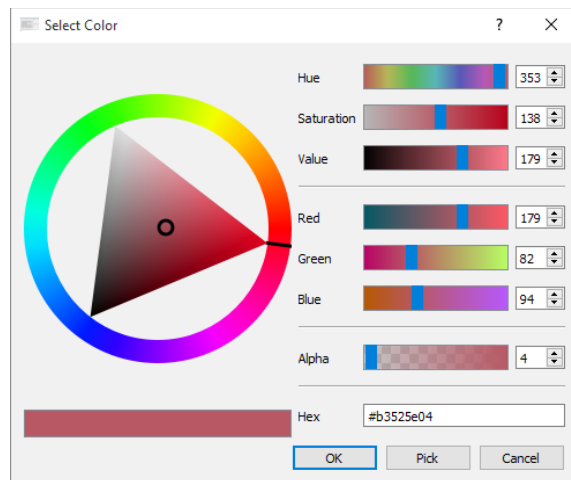 Select Color ?
Hue 353
Saturation 138
Value 179
Red 179
Green 82
Blue 94
Alpha 4
Hex #b3525e04
OK Pick Cancel